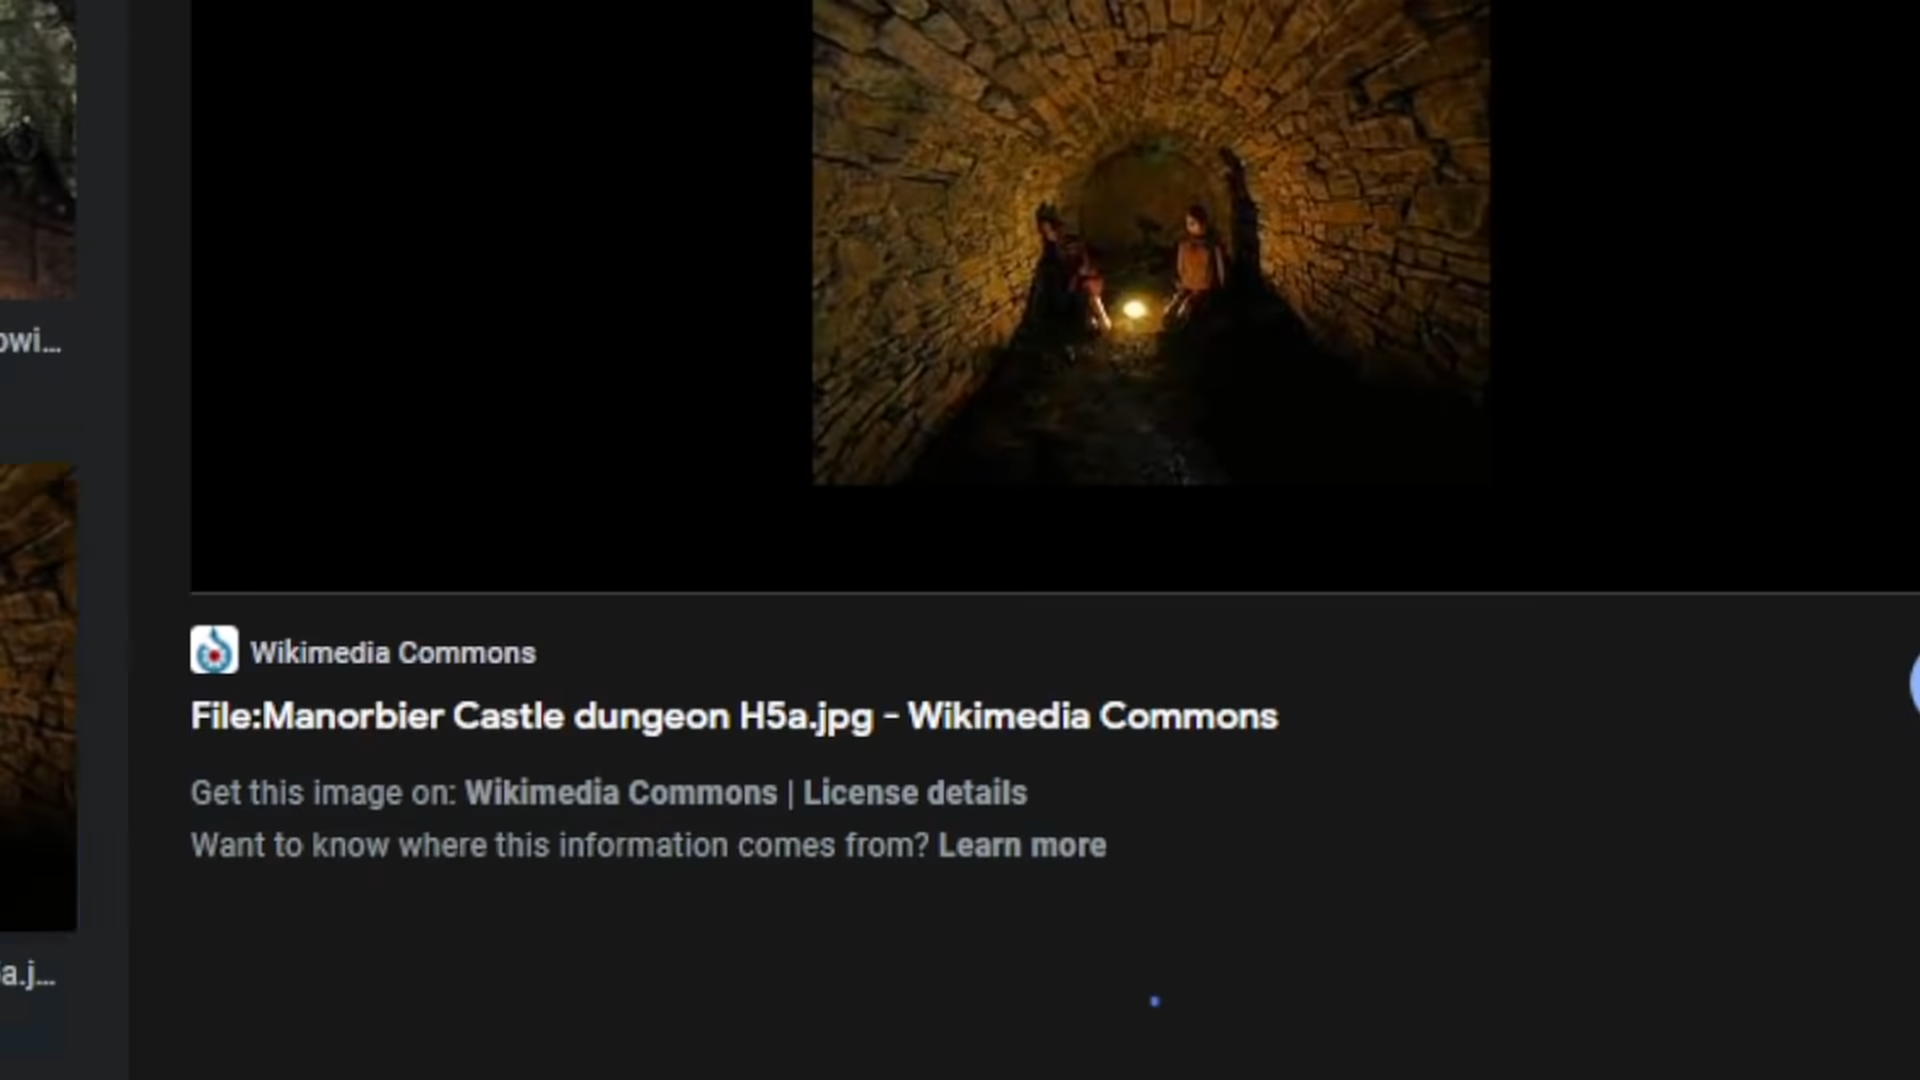 owi...
a.j...
Wikimedia Commons
File:Manorbier Castle dungeon H5a.jpg - Wikimedia Commons
Get this image on: Wikimedia Commons | License details
Want to know where this information comes from? Learn more